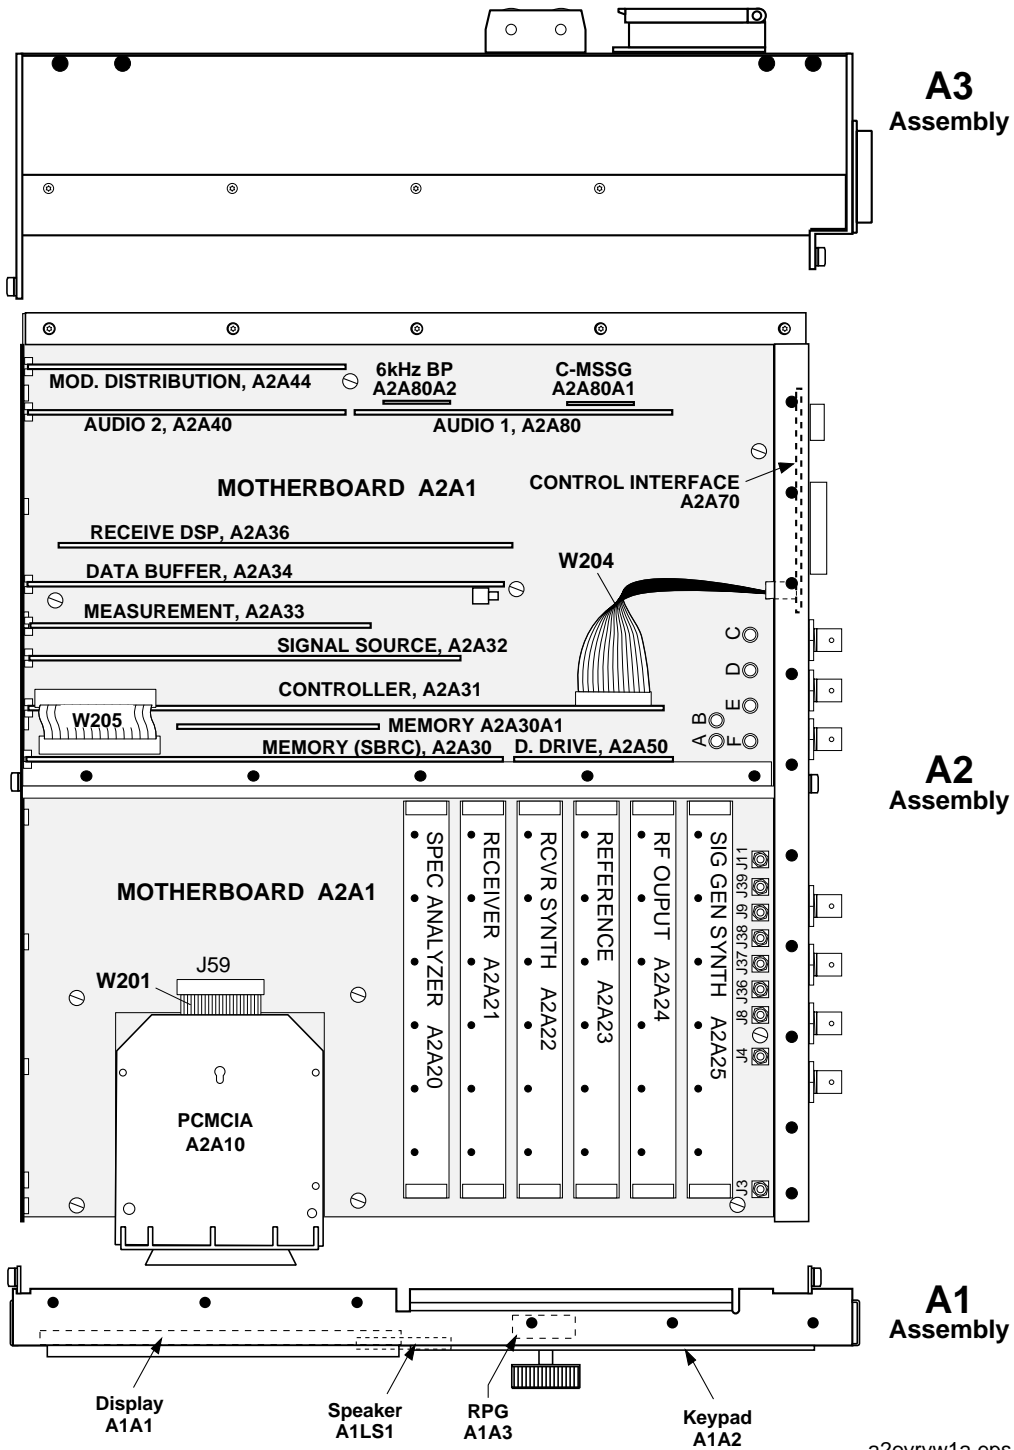 A3
Assembly
MOD. DISTRIBUTION, A2A44
6kHz BP
A2A80A2
C-MSSG
A2A80A1
AUDIO 2, A2A40
AUDIO 1, A2A80
MOTHERBOARD A2A1
CONTROL INTERFACE
A2A70
RECEIVE DSP, A2A36
W204
DATA BUFFER, A2A34
MEASUREMENT, A2A33
SIGNAL SOURCE, A2A32
C
D
E
B
A
F
CONTROLLER, A2A31
W205
MEMORY A2A30A1
MEMORY (SBRC), A2A30
D. DRIVE, A2A50
A2
Assembly
MOTHERBOARD A2A1
SPEC ANALYZER A2A20
RECEIVER A2A21
RCVR SYNTH A2A22
REFERENCE A2A23
RF OUPUT A2A24
SIG GEN SYNTH A2A25
J11
J39
J9
J38
J37
J36
J8
J4
J3
J59
W201
PCMCIA
A2A10
A1
Assembly
Display
A1A1
Speaker
A1LS1
RPG
A1A3
Keypad
A1A2